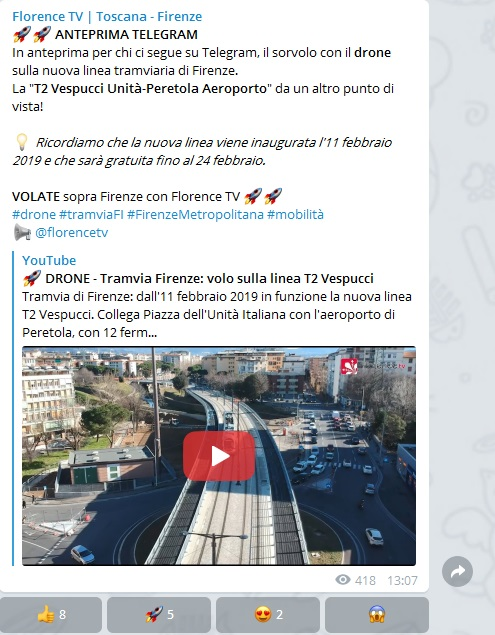 Florence TV | Toscana - Firenze
🚀🚀 ANTEPRIMA TELEGRAM
In anteprima per chi ci segue su Telegram, il sorvolo con il drone
sulla nuova linea tramviaria di Firenze.
La "T2 Vespucci Unità-Peretola Aeroporto" da un altro punto di
vista!
💡 Ricordiamo che la nuova linea viene inaugurata l'11 febbraio
2019 e che sarà gratuita fino al 24 febbraio.
VOLATE sopra Firenze con Florence TV 🚀🚀
#drone #tramviaFI #FirenzeMetropolitana #mobilità
📢 @florencetv
YouTube
🚀 DRONE - Tramvia Firenze: volo sulla linea T2 Vespucci
Tramvia di Firenze: dall'11 febbraio 2019 in funzione la nuova linea
T2 Vespucci. Collega Piazza dell'Unità Italiana con l'aeroporto di
Peretola, con 12 ferm...
418 13:07
👍 8 🚀 5 😍 2 😱